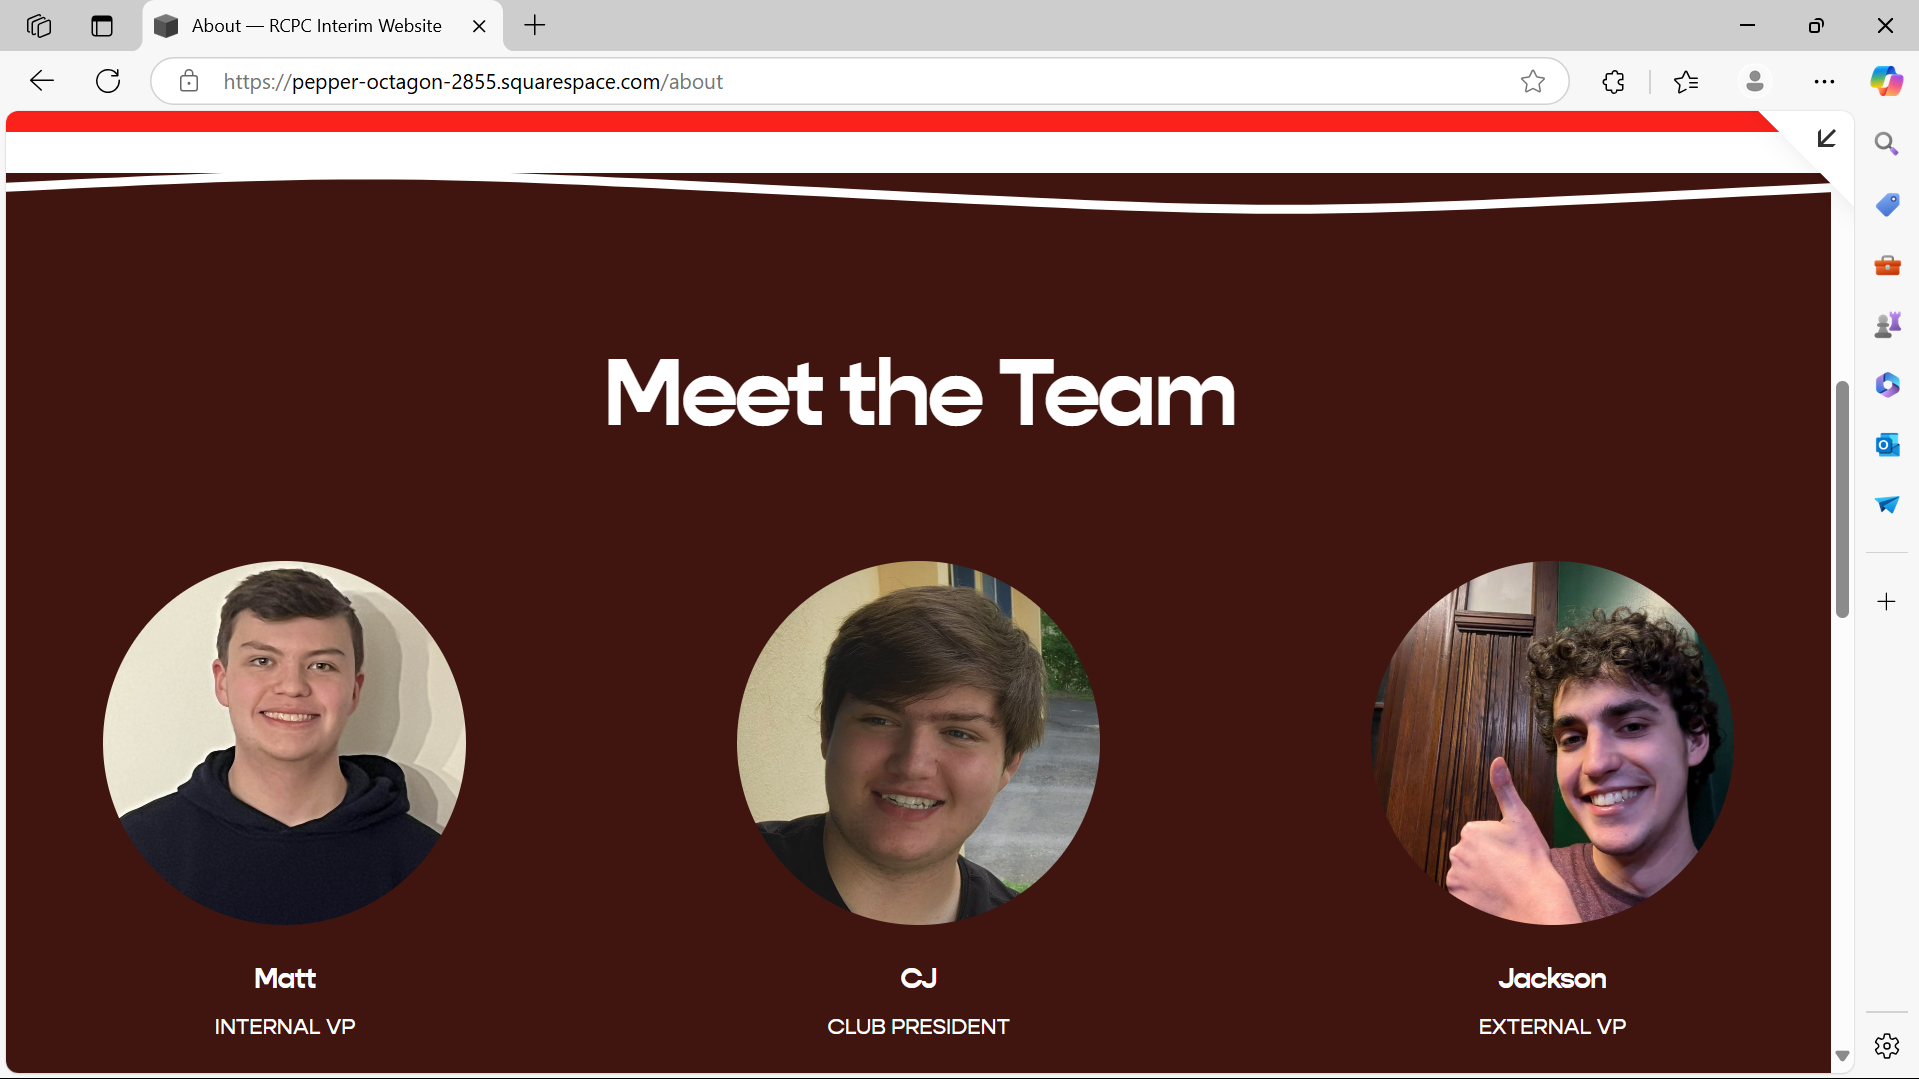 About — RCPC Interim Website
https://pepper-octagon-2855.squarespace.com/about
Meet the Team
Matt
INTERNAL VP
CJ
CLUB PRESIDENT
Jackson
EXTERNAL VP